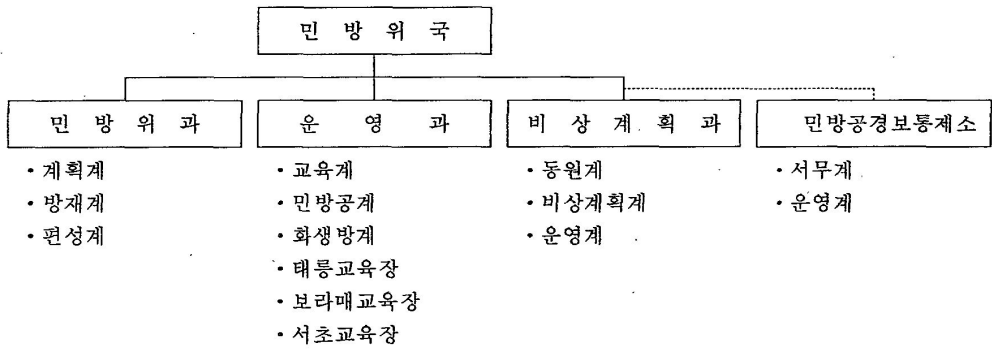 민 방 위 국
민 방 위 과
· 계획계
· 방재계
· 편성계
운 영 과
· 교육계
· 민방공계
· 화생방계
· 태릉교육장
· 보라매교육장
· 서초교육장
비 상 계 획 과
· 동원계
· 비상계획계
· 운영계
민방공경보통제소
· 서무계
· 운영계